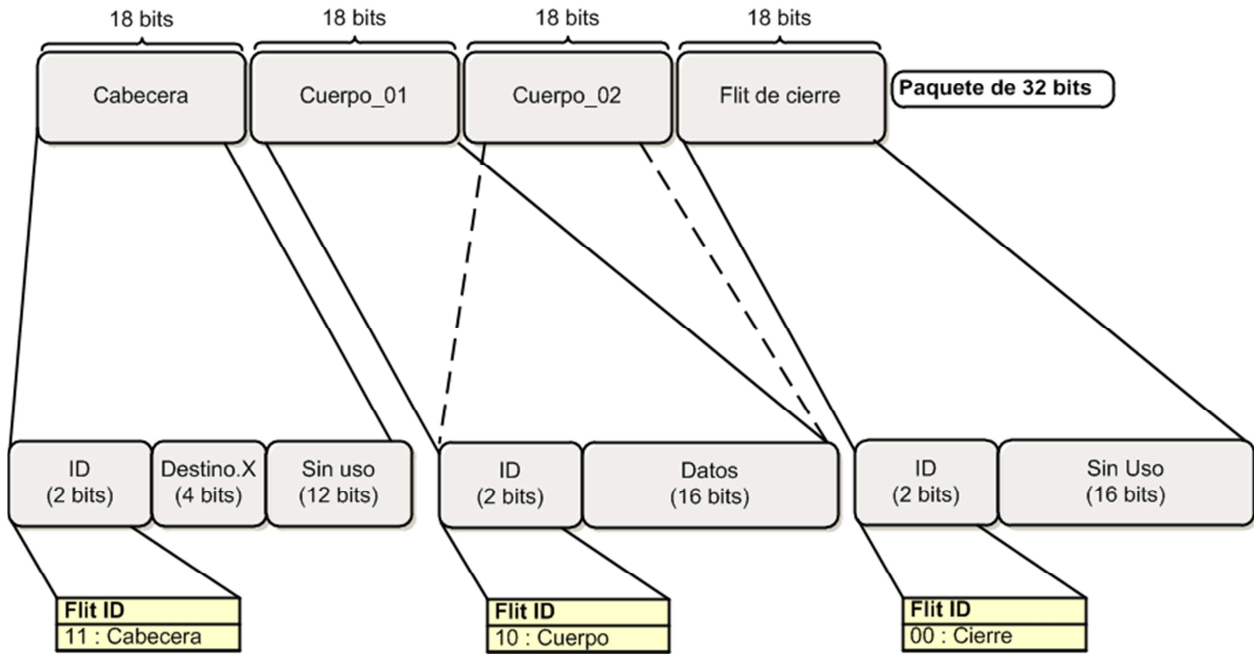 18 bits
18 bits
18 bits
18 bits
Cabecera
Cuerpo_01
Cuerpo_02
Flit de cierre
Paquete de 32 bits
ID
(2 bits)
Destino.X
(4 bits)
Sin uso
(12 bits)
ID
(2 bits)
Datos
(16 bits)
ID
(2 bits)
Sin Uso
(16 bits)
Flit ID
11 : Cabecera
Flit ID
10 : Cuerpo
Flit ID
00 : Cierre